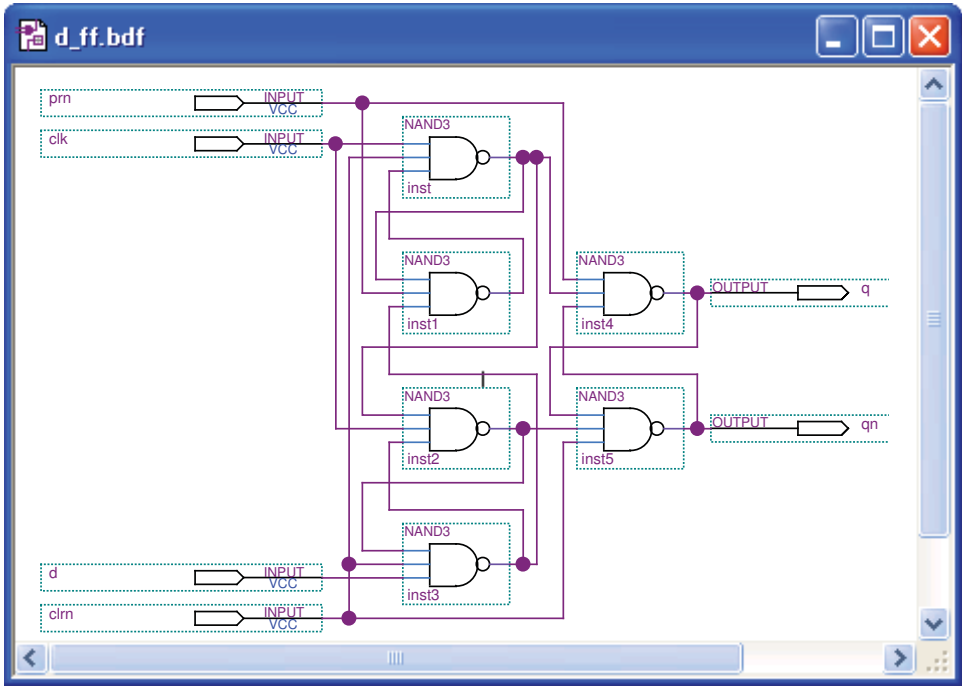 d_ff.bdf
prn INPUT
VCC
clk INPUT
VCC
NAND3
inst
NAND3
inst1
NAND3
inst4
OUTPUT q
NAND3
inst2
NAND3
inst5
OUTPUT qn
NAND3
inst3
d INPUT
VCC
clrn INPUT
VCC